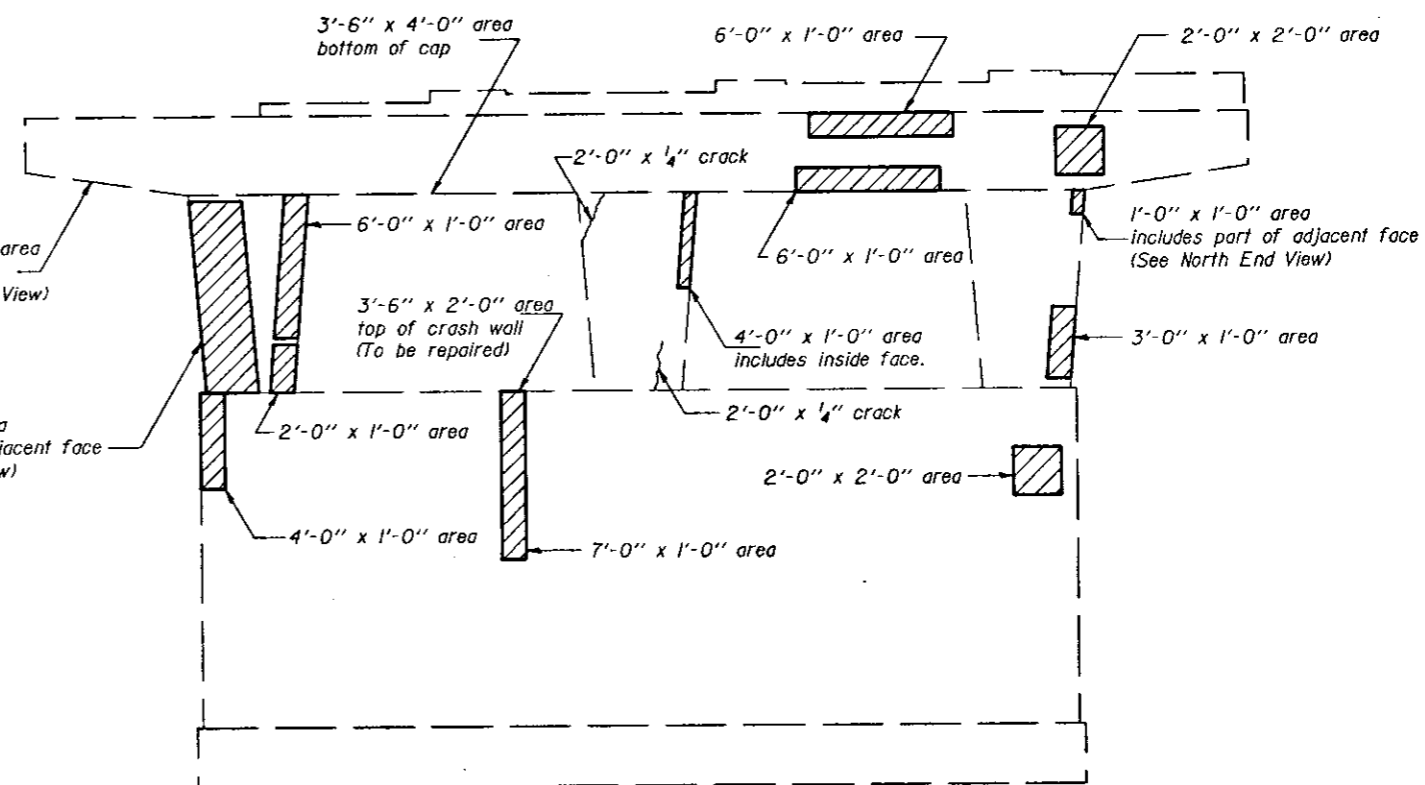 3'-6" x 4'-0" area
bottom of cap
6'-0" x 1'-0" area
2'-0" x 2'-0" area
2'-0" x 1/4" crack
area
View)
6'-0" x 1'-0" area
6'-0" x 1'-0" area
1'-0" x 1'-0" area
includes part of adjacent face
(See North End View)
3'-6" x 2'-0" area
top of crash wall
(To be repaired)
4'-0" x 1'-0" area
includes inside face.
3'-0" x 1'-0" area
2'-0" x 1/4" crack
2'-0" x 1'-0" area
face
2'-0" x 2'-0" area
4'-0" x 1'-0" area
7'-0" x 1'-0" area